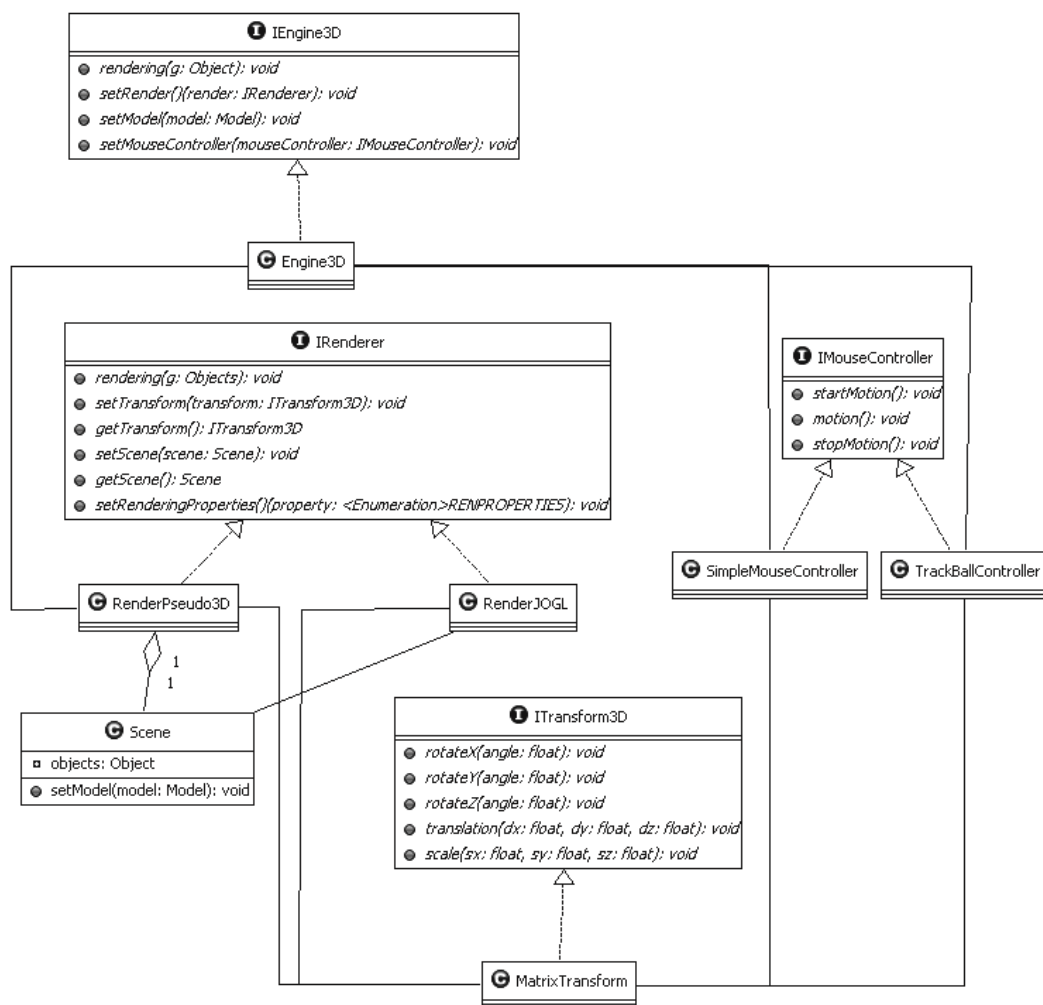 IEngine3D
rendering(g: Object): void
setRender()(render: IRenderer): void
setModel(model: Model): void
setMouseController(mouseController: IMouseController): void
Engine3D
IRenderer
rendering(g: Objects): void
setTransform(transform: ITransform3D): void
getTransform(): ITransform3D
setScene(scene: Scene): void
getScene(): Scene
setRenderingProperties()(property: <Enumeration>RENPROPERTIES): void
IMouseController
startMotion(): void
motion(): void
stopMotion(): void
RenderPseudo3D
RenderJOGL
SimpleMouseController
TrackBallController
1
1
Scene
objects: Object
setModel(model: Model): void
ITransform3D
rotateX(angle: float): void
rotateY(angle: float): void
rotateZ(angle: float): void
translation(dx: float, dy: float, dz: float): void
scale(sx: float, sy: float, sz: float): void
MatrixTransform